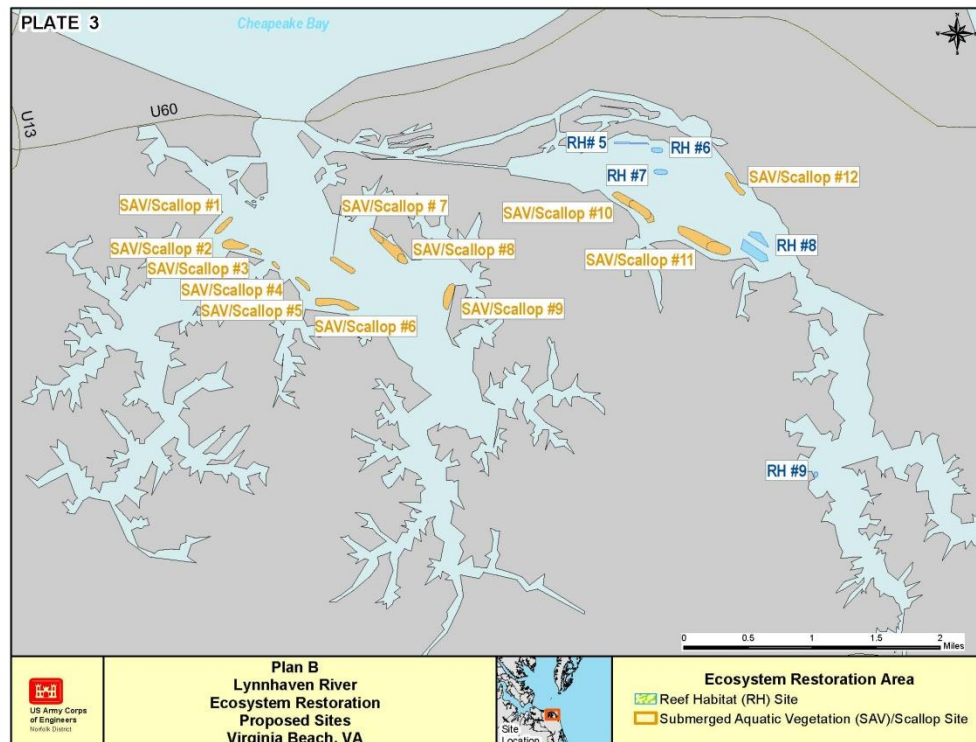 PLATE 3
Cheapeake Bay
U60
U13
RH# 5
RH #6
RH #7
SAV/Scallop #12
SAV/Scallop #1
SAV/Scallop # 7
SAV/Scallop #10
SAV/Scallop #2
SAV/Scallop #8
RH #8
SAV/Scallop #3
SAV/Scallop #11
SAV/Scallop #4
SAV/Scallop #5
SAV/Scallop #9
SAV/Scallop #6
RH #9
0 0.5 1 1.5 2
Miles
US Army Corps
of Engineers
Norfolk District
Plan B
Lynnhaven River
Ecosystem Restoration
Proposed Sites
Virginia Beach, VA
Site
Location
Ecosystem Restoration Area
Reef Habitat (RH) Site
Submerged Aquatic Vegetation (SAV)/Scallop Site